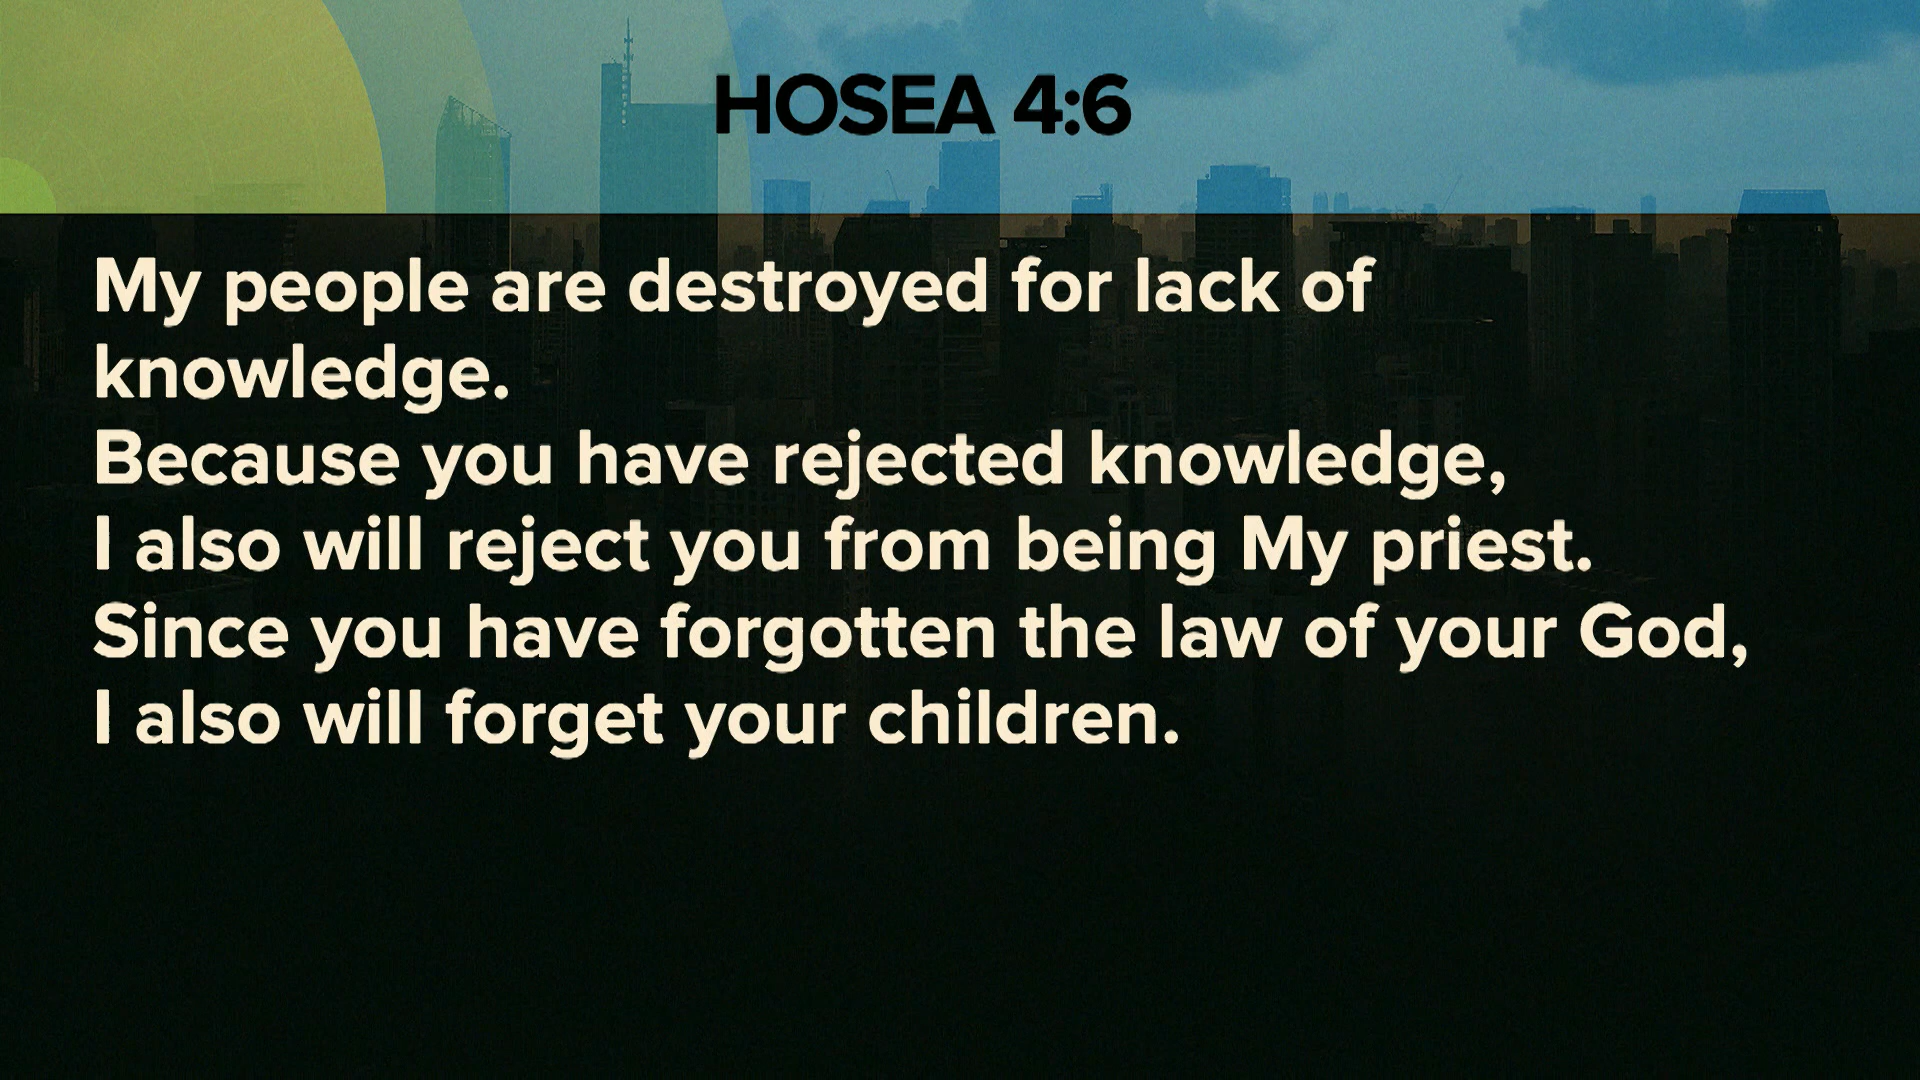 HOSEA 4:6
My people are destroyed for lack of
knowledge.
Because you have rejected knowledge,
I also will reject you from being My priest.
Since you have forgotten the law of your God,
I also will forget your children.